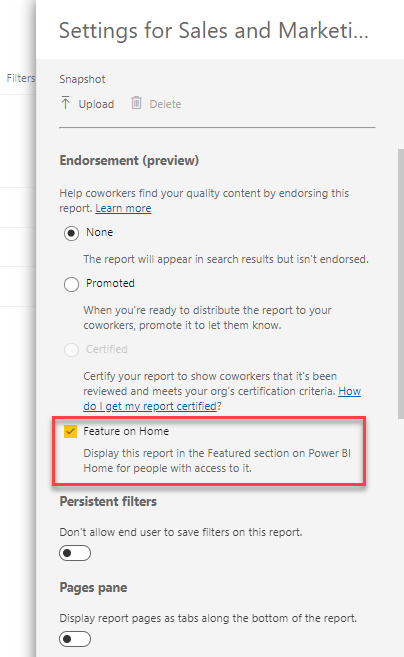 Settings for Sales and Marketi...
Filters
Snapshot
Upload
Delete
Endorsement (preview)
Help coworkers find your quality content by endorsing this
report. Learn more
None
The report will appear in search results but isn't endorsed.
Promoted
When you're ready to distribute the report to your
coworkers, promote it to let them know.
Certified
Certify your report to show coworkers that it's been
reviewed and meets your org's certification criteria. How
do I get my report certified?
Feature on Home
Display this report in the Featured section on Power BI
Home for people with access to it.
Persistent filters
Don't allow end user to save filters on this report.
Pages pane
Display report pages as tabs along the bottom of the report.